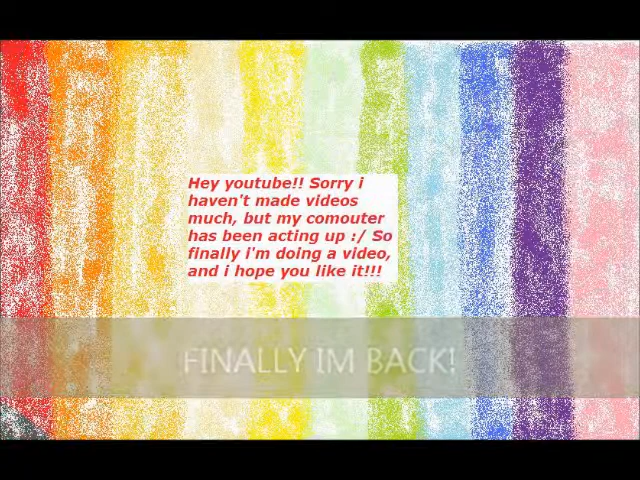 Hey youtube!! Sorry i
haven't made videos
much, but my comouter
has been acting up :/ So
finally i'm doing a video,
and i hope you like it!!!
FINALLY IM BACK!